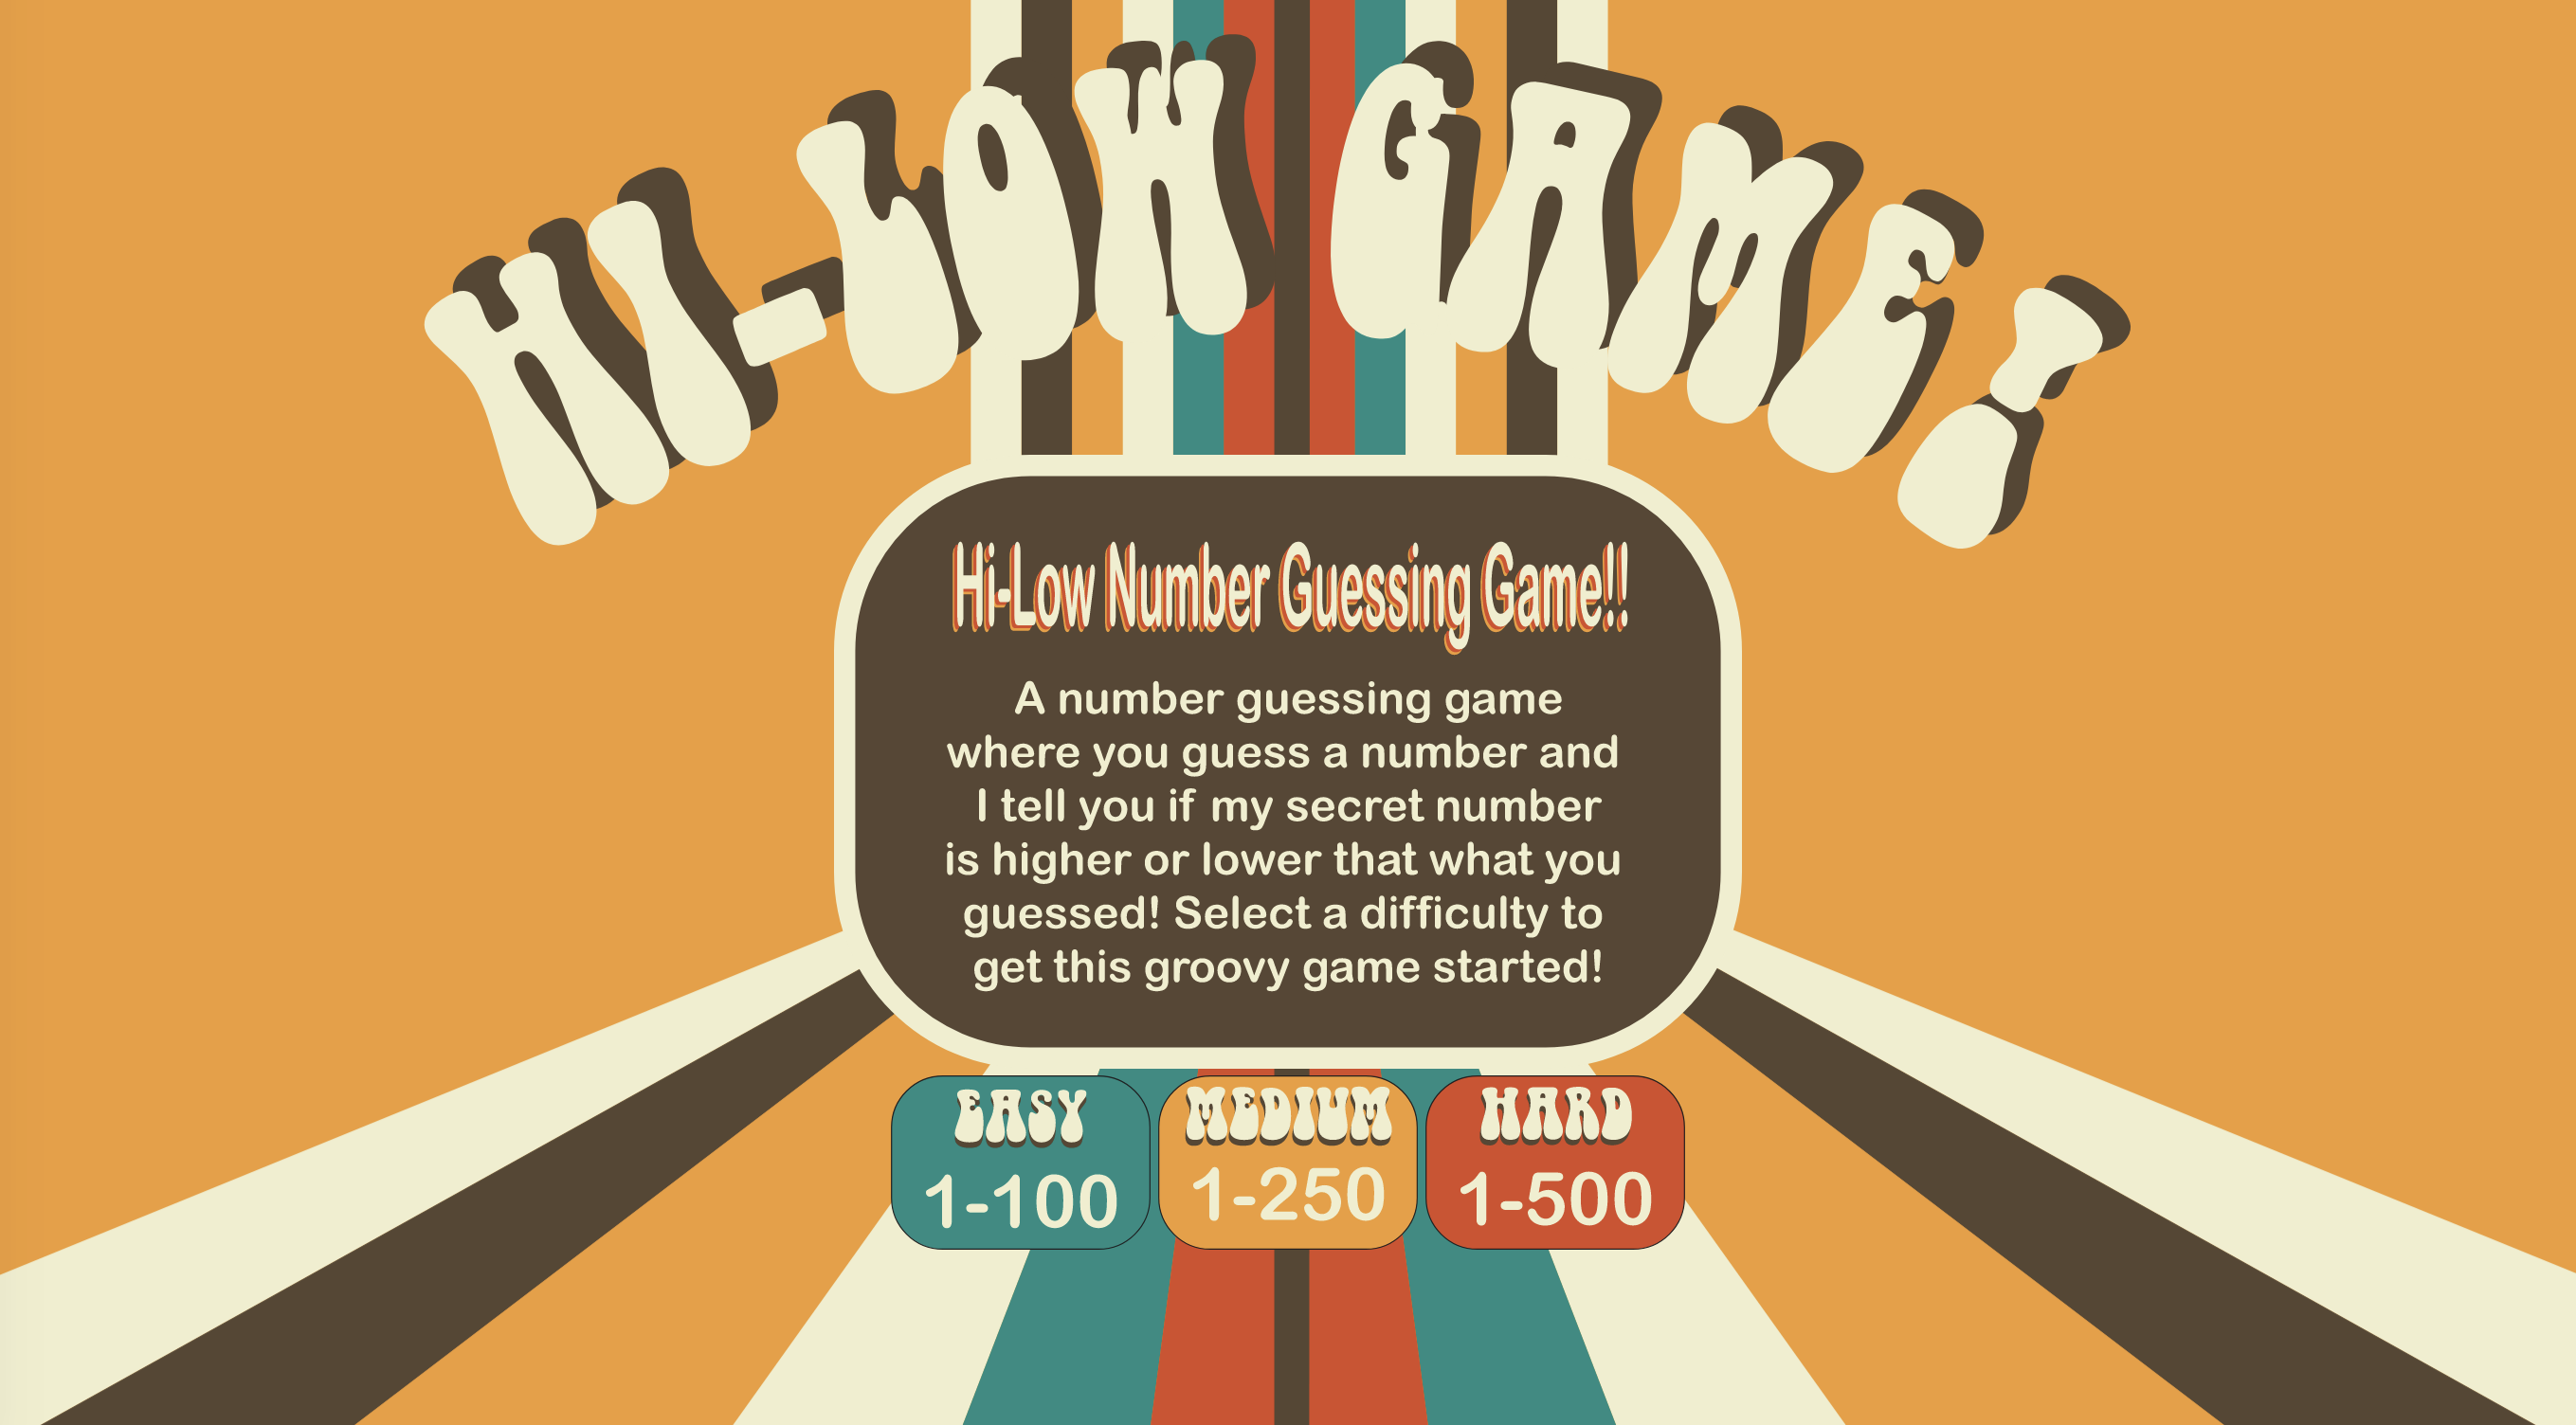 HI-LOW GAME!
Hi-Low Number Guessing Game!!
A number guessing game
where you guess a number and
I tell you if my secret number
is higher or lower that what you
guessed! Select a difficulty to
get this groovy game started!
EASY MEDIUM HARD
1-100 1-250 1-500